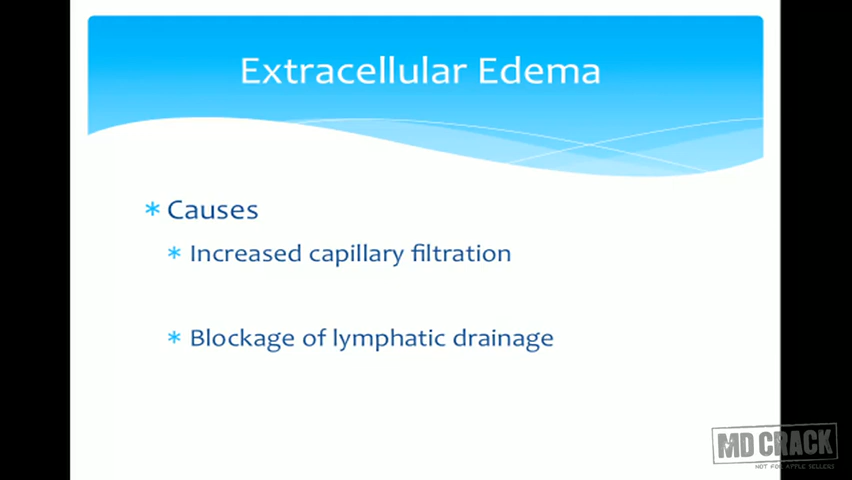 Extracellular Edema
* Causes
* Increased capillary filtration
* Blockage of lymphatic drainage
MD CRACK
NOT FOR APPLE SELLERS